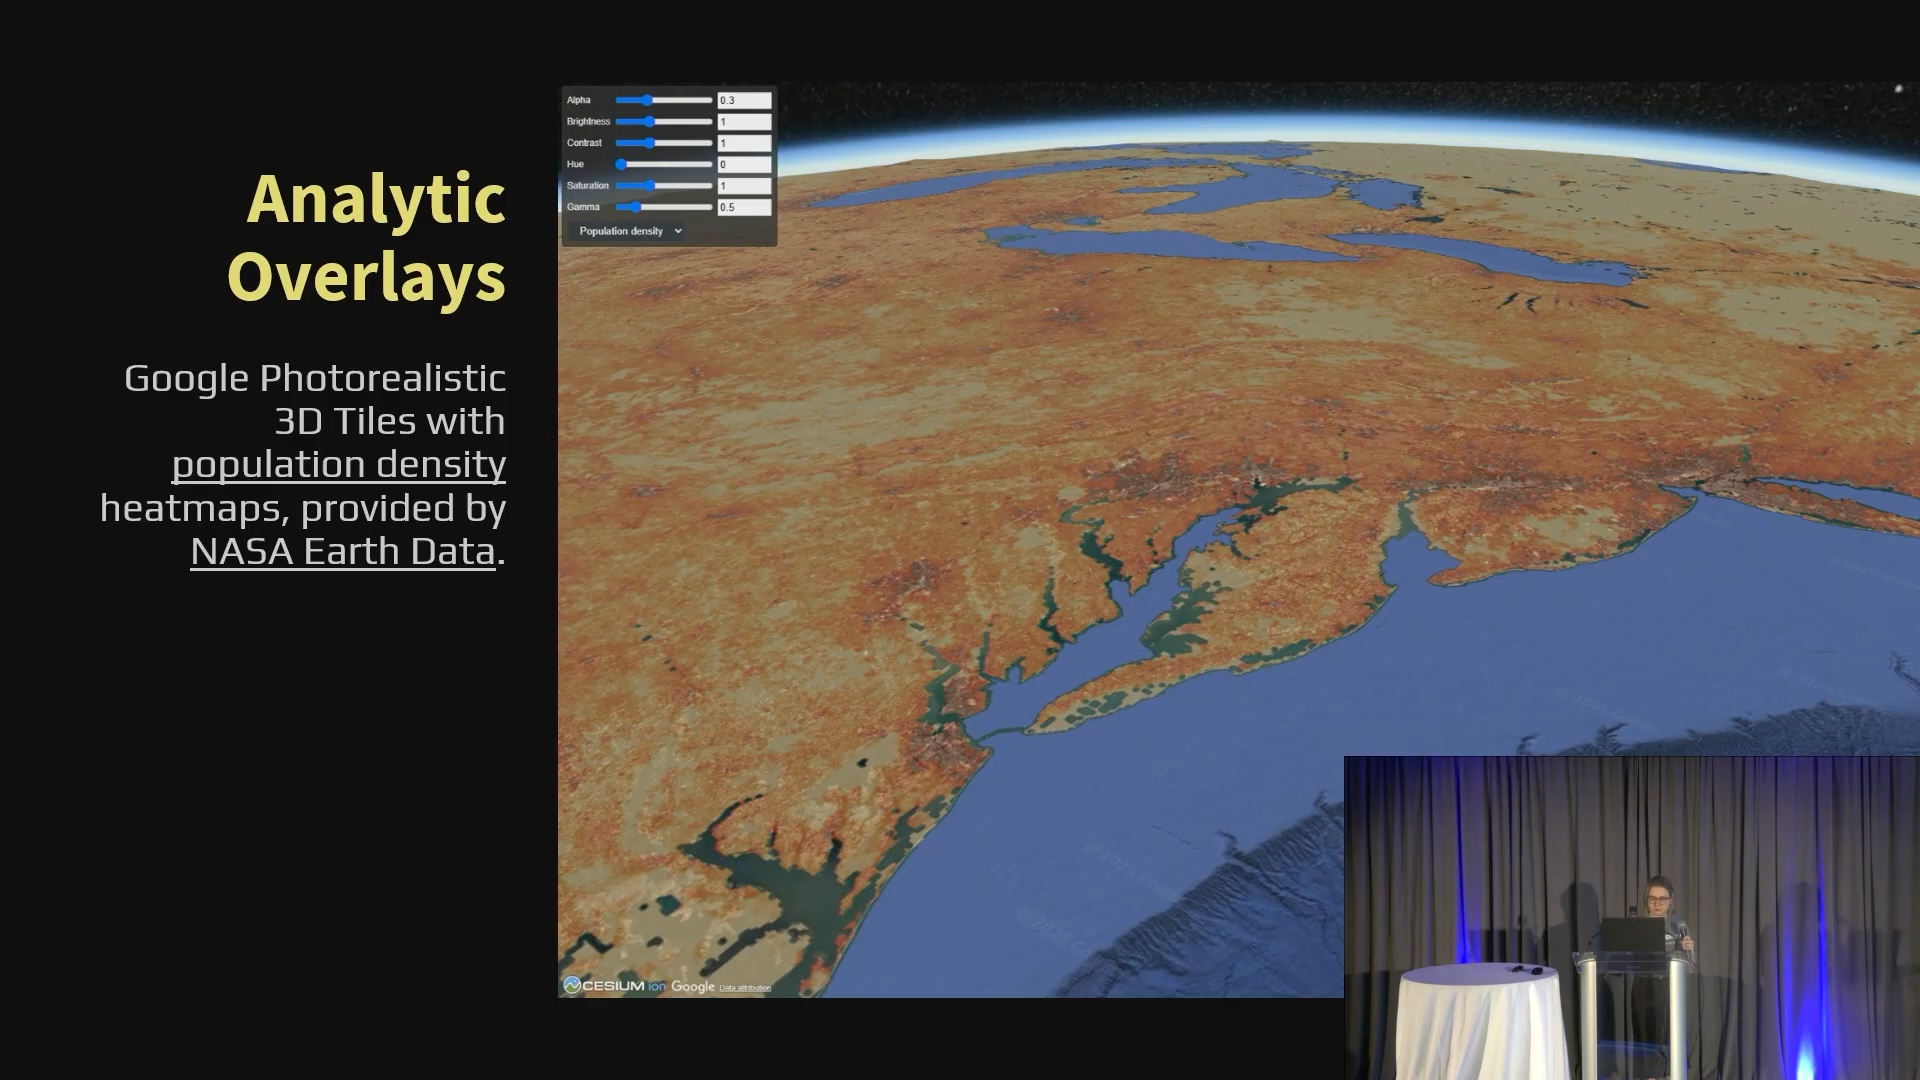 Analytic
Overlays
Google Photorealistic
3D Tiles with
population density
heatmaps, provided by
NASA Earth Data.
Alpha 0.3
Brightness 1
Contrast 1
Hue 0
Saturation 1
Gamma 0.5
Population density
CESIUM ion Google Data attribution